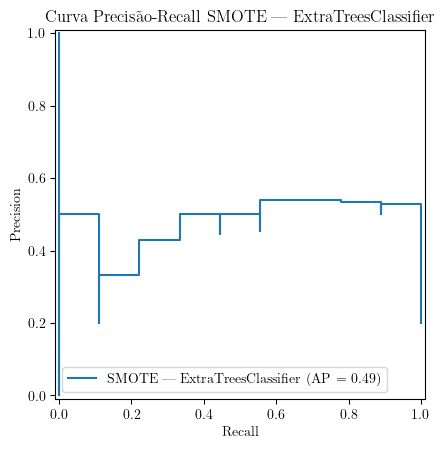 Curva Precisão-Recall SMOTE — ExtraTreesClassifier
1.0
0.8
0.6
0.4
0.2
0.0
Precision
SMOTE — ExtraTreesClassifier (AP = 0.49)
0.0 0.2 0.4 0.6 0.8 1.0
Recall